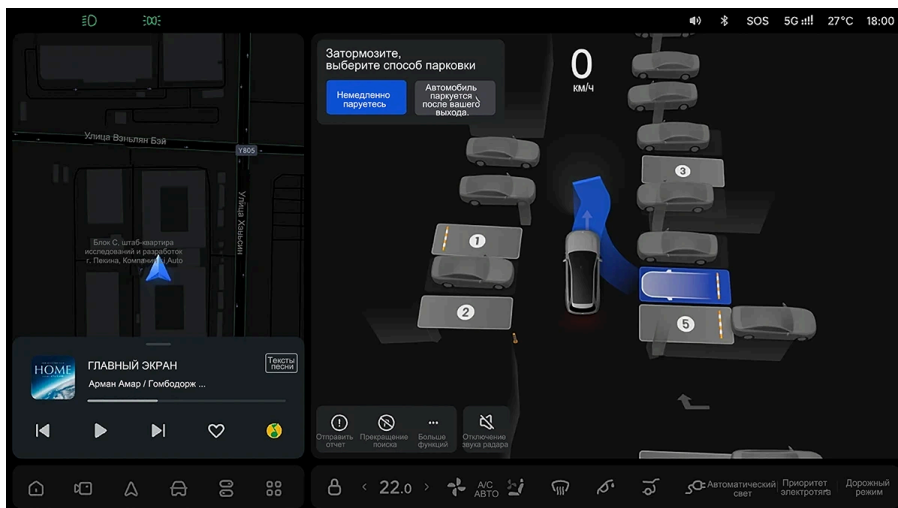 SOS 5G 27°C 18:00
Улица Вэньлян Бэй
Y805
Улица Хэньсин
Блок С, штаб-квартира
исследований и разработок
г. Пекина, Auto
Затормозите,
выберите способ парковки
Немедленно
паруетесь
Автомобиль
паркуется
после вашего
выхода.
0
км/ч
1
2
3
5
HOME
ГЛАВНЫЙ ЭКРАН
Арман Амар / Гомбодорж ...
Тексты
песни
Отправить
отчет
Прекращение
поиска
Больше
функций
Отключение
звука радара
22.0
A/C
АВТО
Автоматический
свет
Приоритет
электротяга
Дорожный
режим